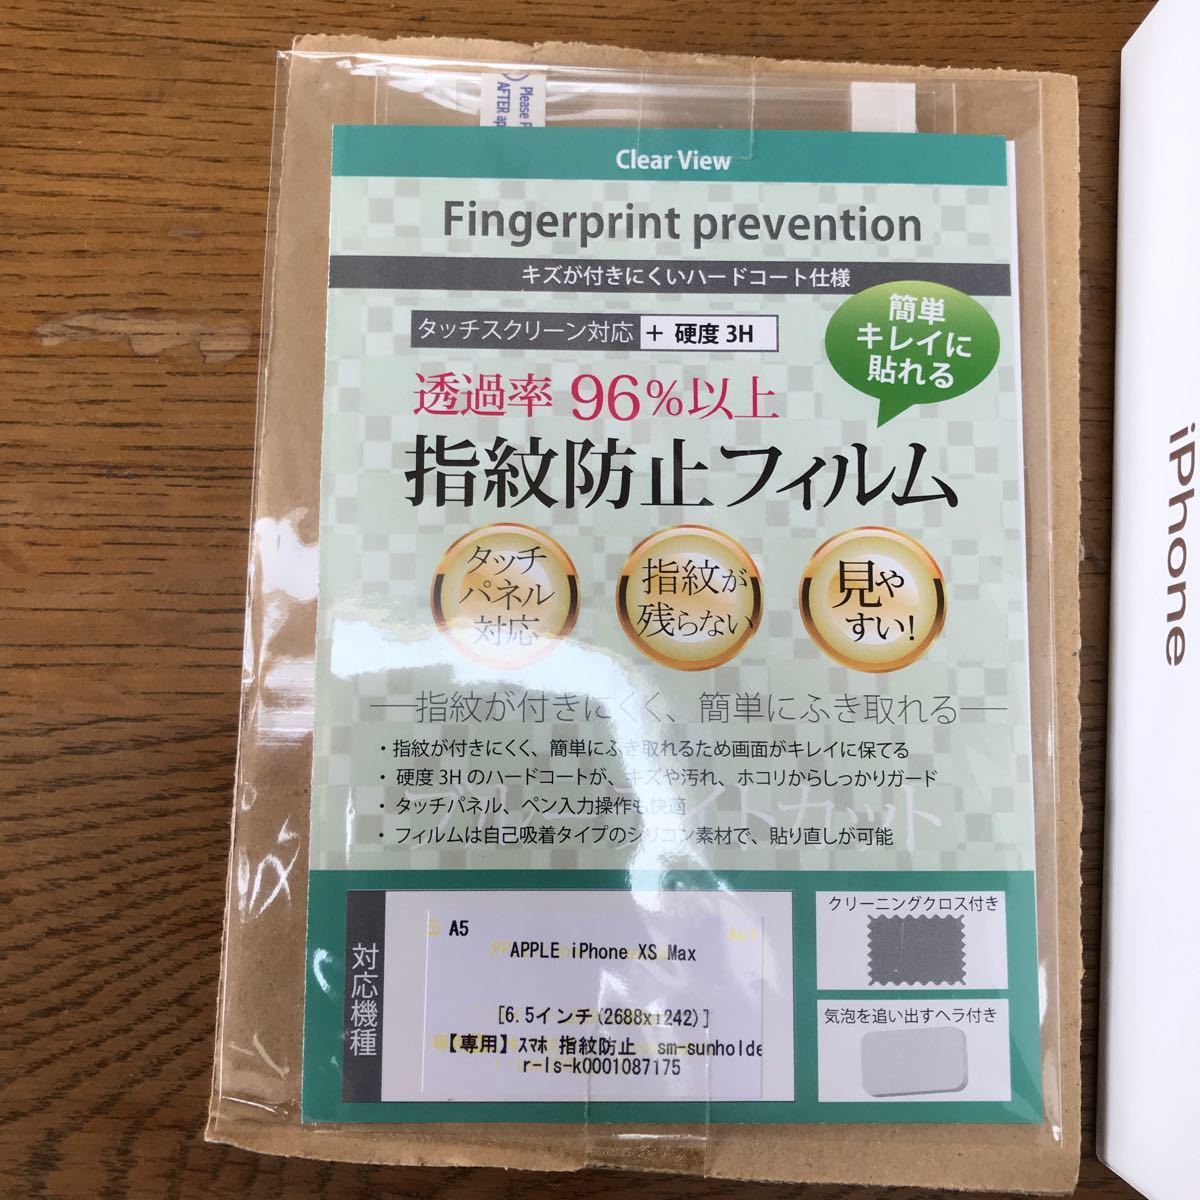 Please
AFTER
Clear View
Fingerprint prevention
キズが付きにくいハードコート仕様
タッチスクリーン対応 + 硬度 3H
簡単
キレイに
貼れる
透過率 96%以上
指紋防止フィルム
タッチ
パネル
対応
指紋が
残らない
見や
すい!
指紋が付きにくく、簡単にふき取れる
・指紋が付きにくく、簡単にふき取れるため画面がキレイに保てる
・硬度 3H のハードコートが、キズや汚れ、ホコリからしっかりガード
・タッチパネル、ペン入力操作も快適
・フィルムは自己吸着タイプのシリコン素材で、貼り直しが可能
ブルーライトカット
対応機種
A5
APPLE iPhone XS Max
[6.5インチ(2688x1242)]
【専用】スマホ 指紋防止 sm-sunholde
r-ls-k0001087175
クリーニングクロス付き
気泡を追い出すヘラ付き
iPhone